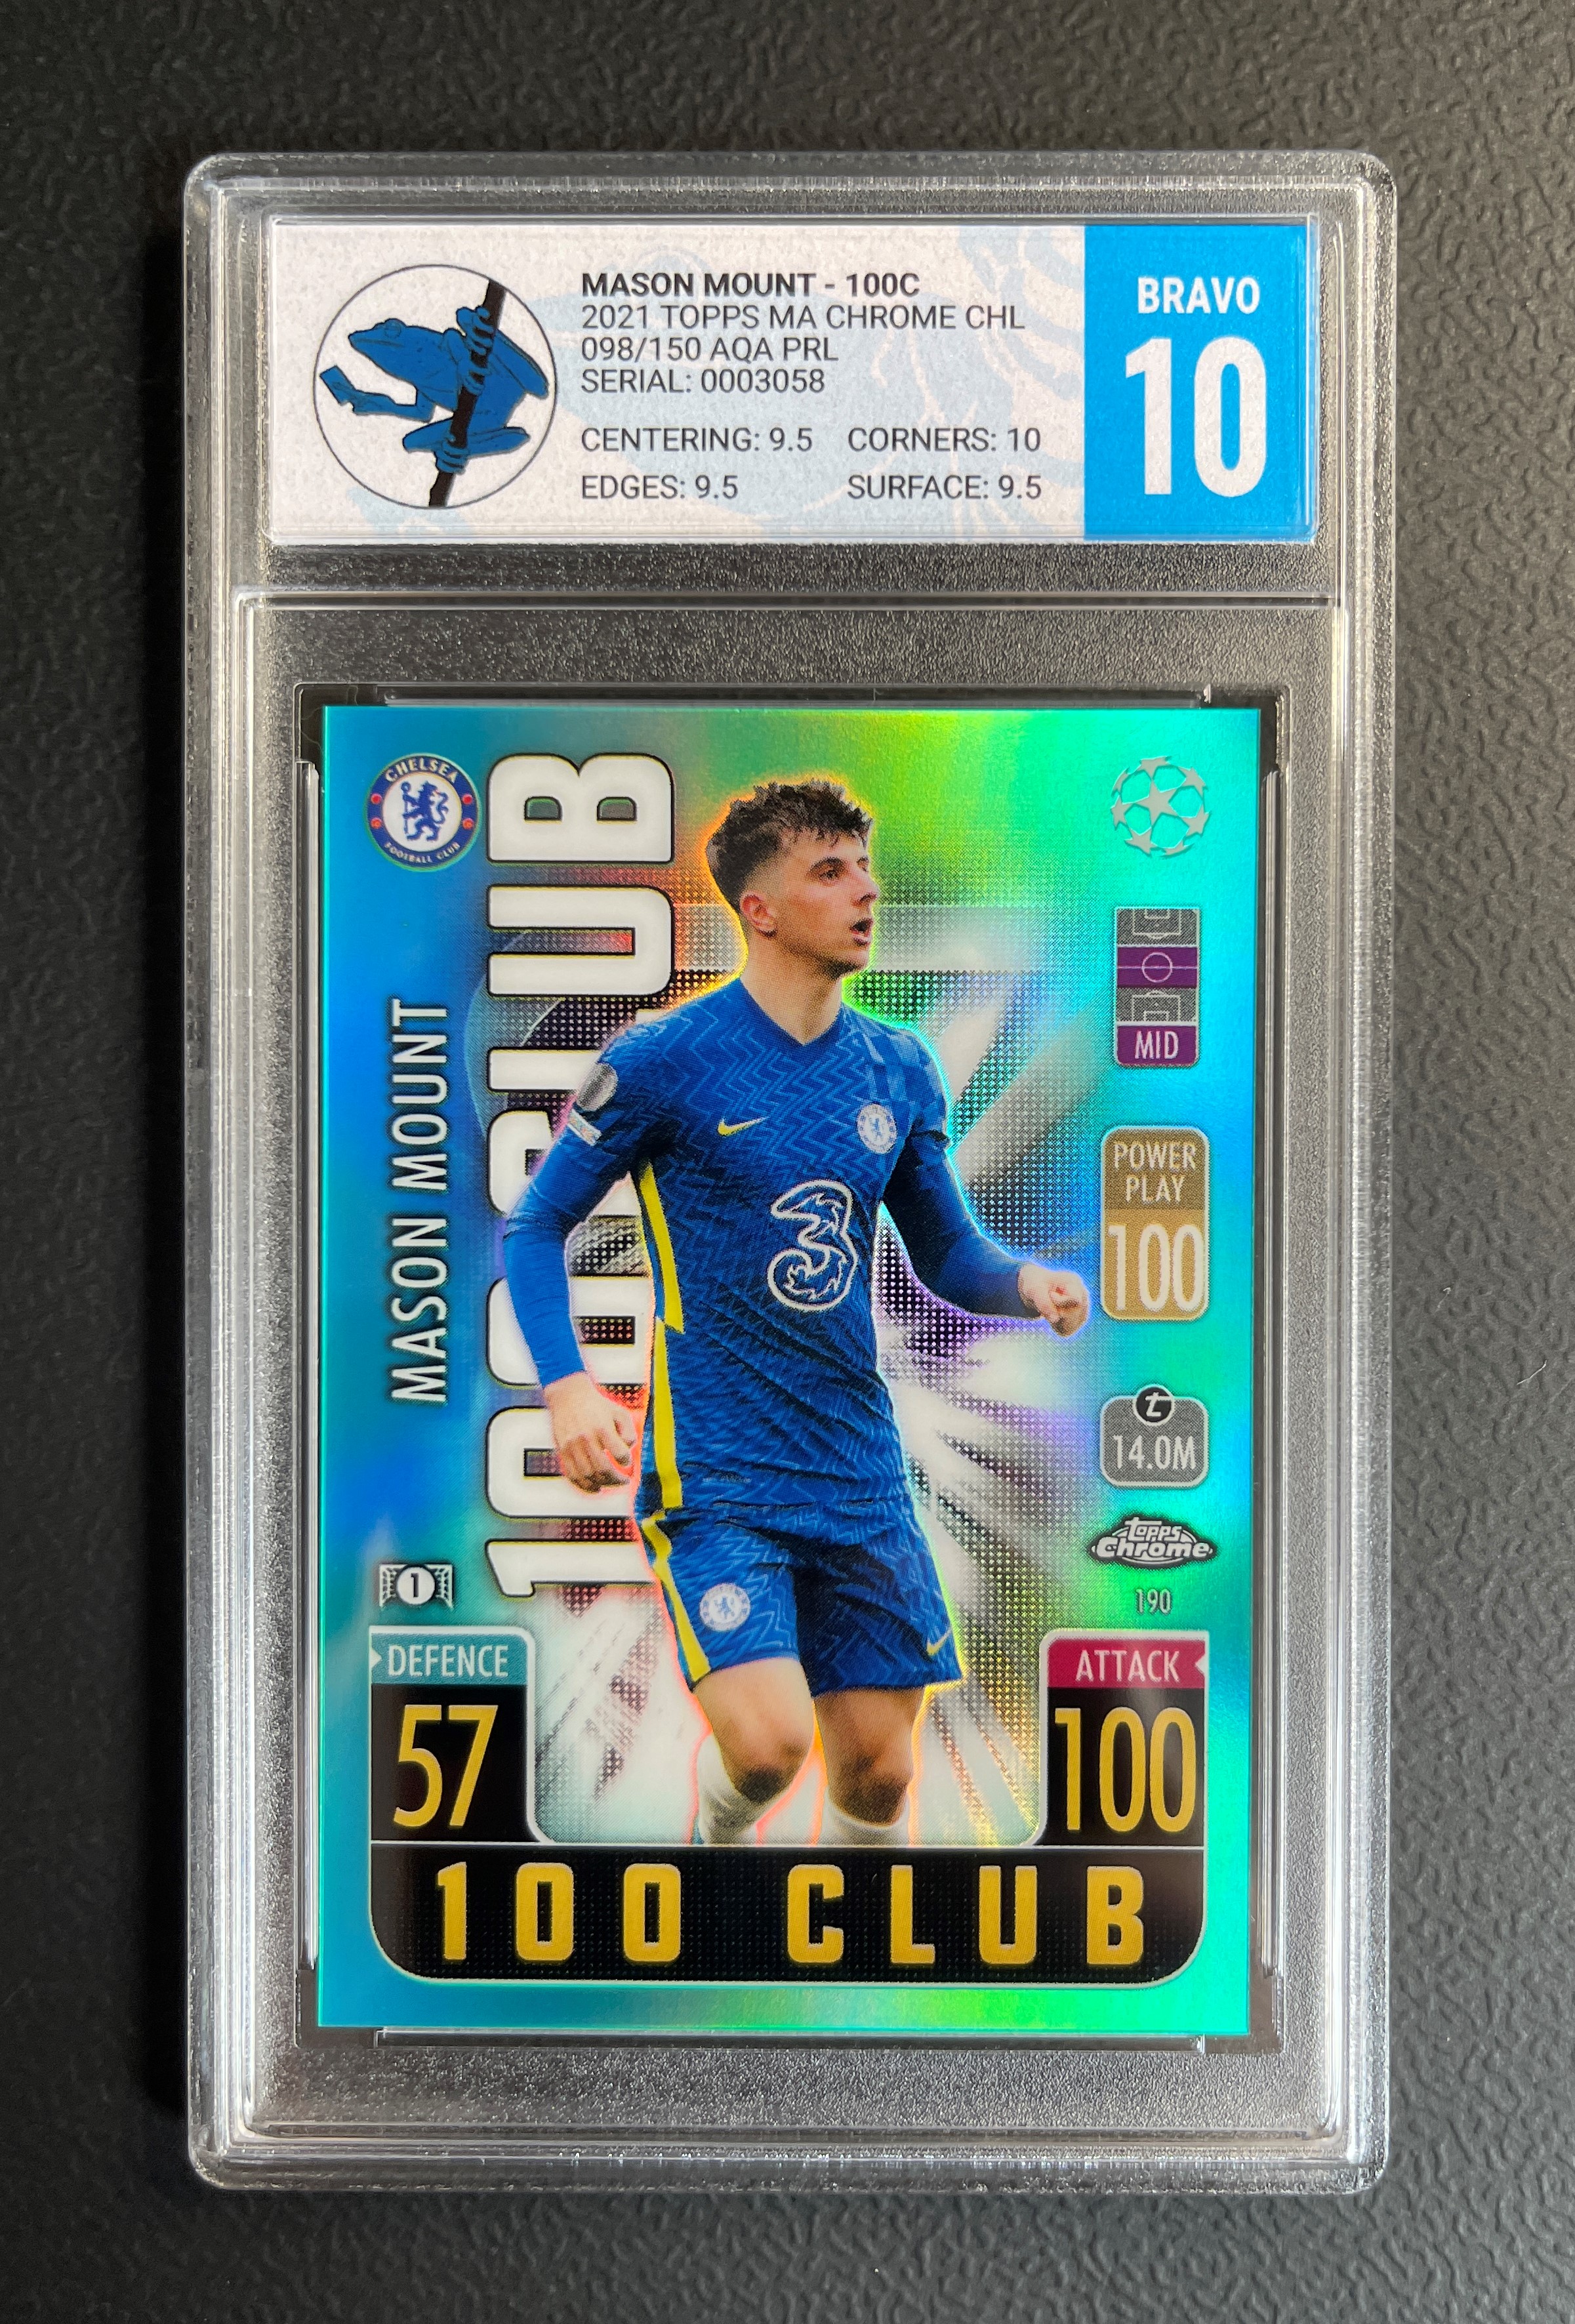 MASON MOUNT - 100C
2021 TOPPS MA CHROME CHL
098/150 AQA PRL
SERIAL: 0003058
CENTERING: 9.5 CORNERS: 10
EDGES: 9.5 SURFACE: 9.5
BRAVO
10
CHELSEA
FOOTBALL CLUB
100 CLUB
MASON MOUNT
3
MID
POWER
PLAY
100
t
14.0M
topps
Chrome
190
1
DEFENCE
57
ATTACK
100
100 CLUB